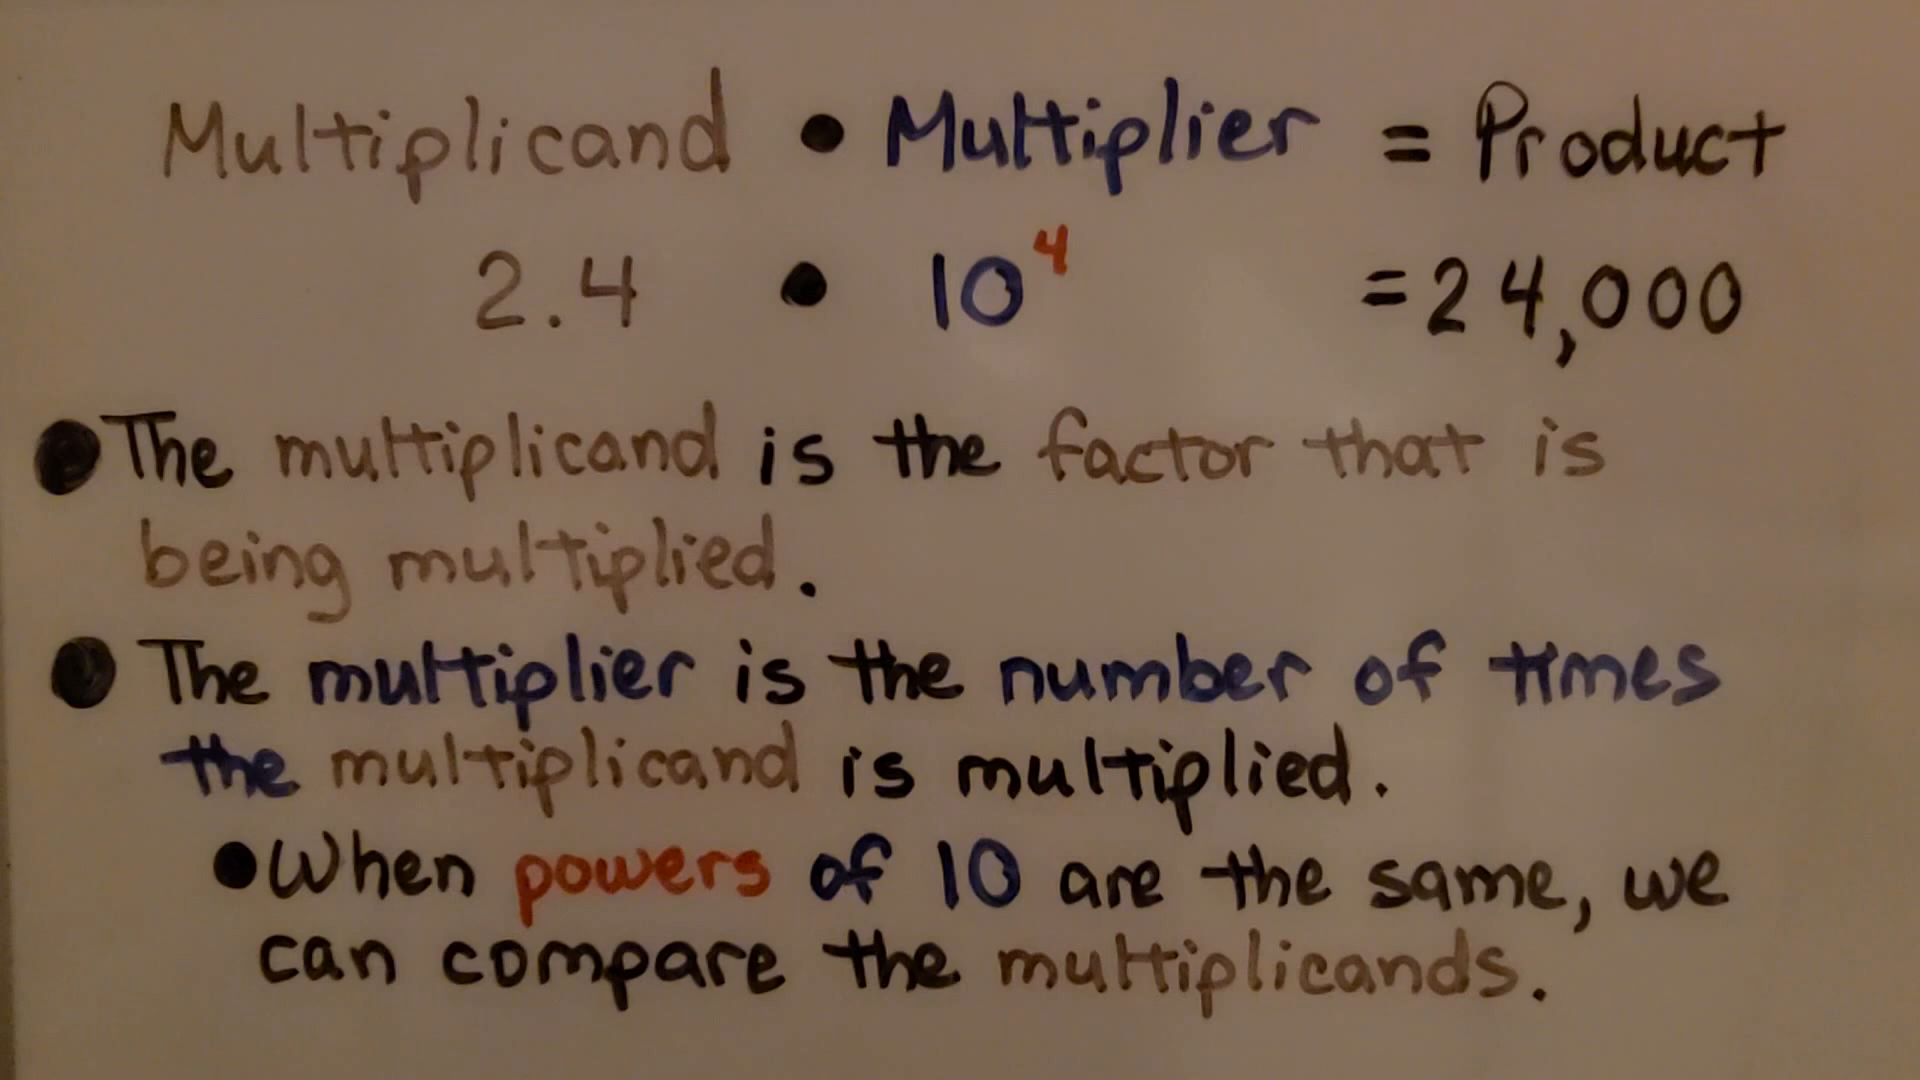 Multiplicand • Multiplier = Product
2.4 • 10⁴ = 24,000
• The multiplicand is the factor that is
being multiplied.
• The multiplier is the number of times
the multiplicand is multiplied.
• When powers of 10 are the same, we
can compare the multiplicands.